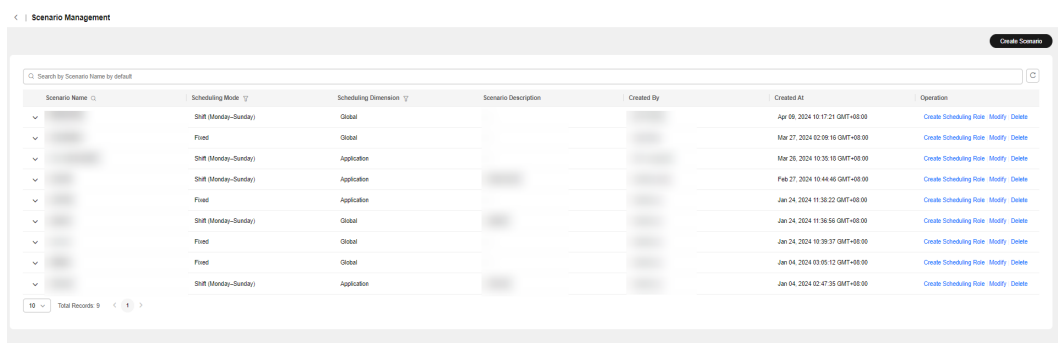 Scenario Management
Create Scenario
Search by Scenario Name by default
Scenario Name Scheduling Mode Scheduling Dimension Scenario Description Created By Created At Operation
Shift (Monday–Sunday) Global Apr 09, 2024 10:17:21 GMT+08:00 Create Scheduling Role Modify Delete
Fixed Global Mar 27, 2024 02:09:16 GMT+08:00 Create Scheduling Role Modify Delete
Shift (Monday–Sunday) Application Mar 26, 2024 10:35:18 GMT+08:00 Create Scheduling Role Modify Delete
Shift (Monday–Sunday) Application Feb 27, 2024 10:44:46 GMT+08:00 Create Scheduling Role Modify Delete
Fixed Application Jan 24, 2024 11:38:22 GMT+08:00 Create Scheduling Role Modify Delete
Shift (Monday–Sunday) Global Jan 24, 2024 11:36:56 GMT+08:00 Create Scheduling Role Modify Delete
Fixed Global Jan 24, 2024 10:39:37 GMT+08:00 Create Scheduling Role Modify Delete
Fixed Global Jan 04, 2024 03:05:12 GMT+08:00 Create Scheduling Role Modify Delete
Shift (Monday–Sunday) Application Jan 04, 2024 02:47:35 GMT+08:00 Create Scheduling Role Modify Delete
10 Total Records: 9 < 1 >